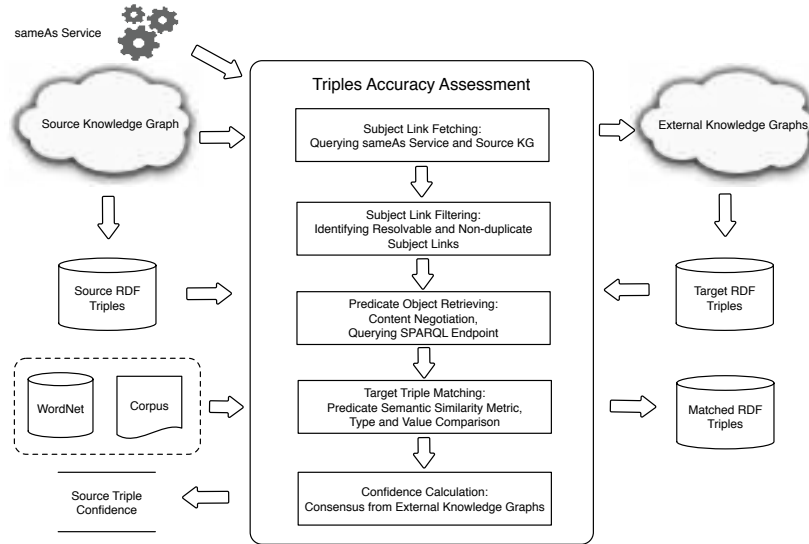 sameAs Service
Source Knowledge Graph
Triples Accuracy Assessment
External Knowledge Graphs
Subject Link Fetching:
Querying sameAs Service and Source KG
Subject Link Filtering:
Identifying Resolvable and Non-duplicate
Subject Links
Source RDF
Triples
Predicate Object Retrieving:
Content Negotiation,
Querying SPARQL Endpoint
Target RDF
Triples
WordNet
Corpus
Target Triple Matching:
Predicate Semantic Similarity Metric,
Type and Value Comparison
Matched RDF
Triples
Source Triple
Confidence
Confidence Calculation:
Consensus from External Knowledge Graphs